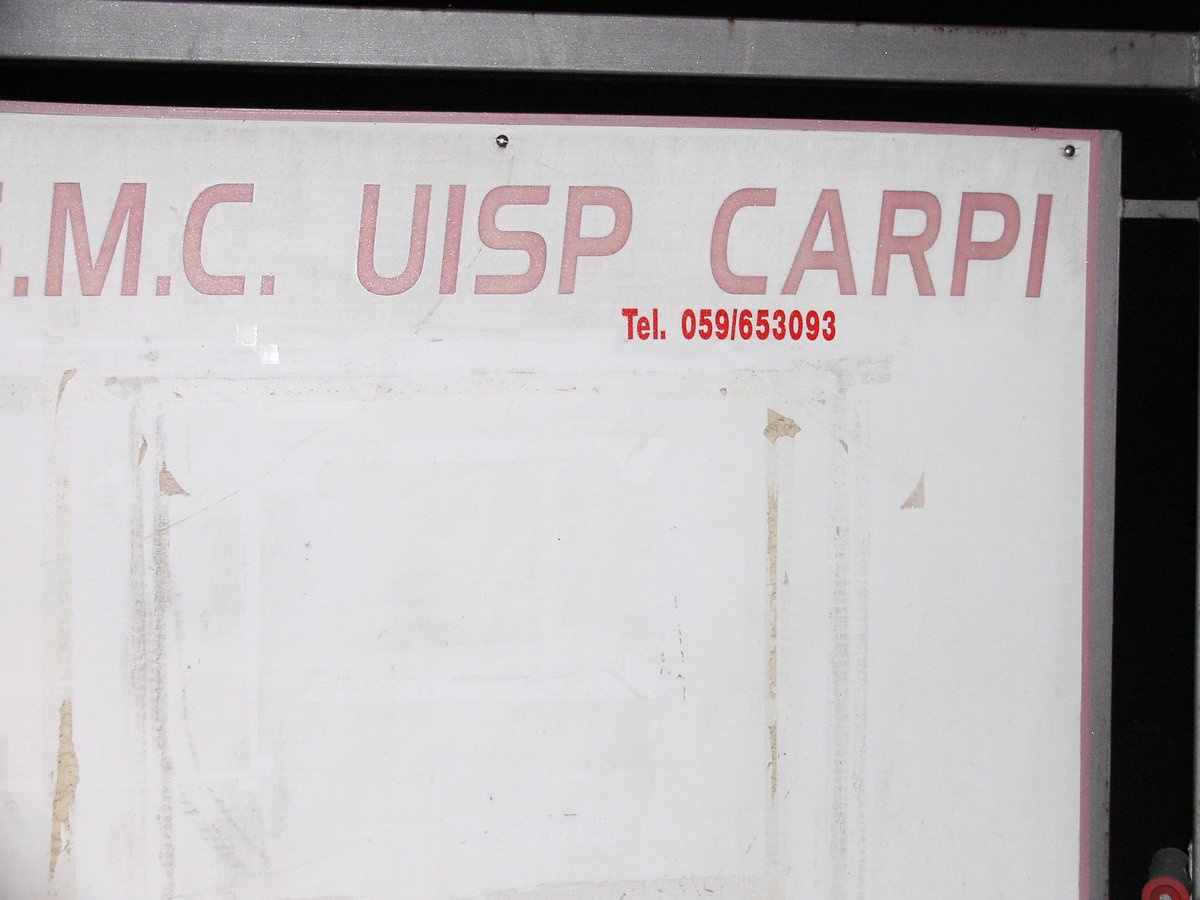 .M.C. UISP CARPI
Tel. 059/653093